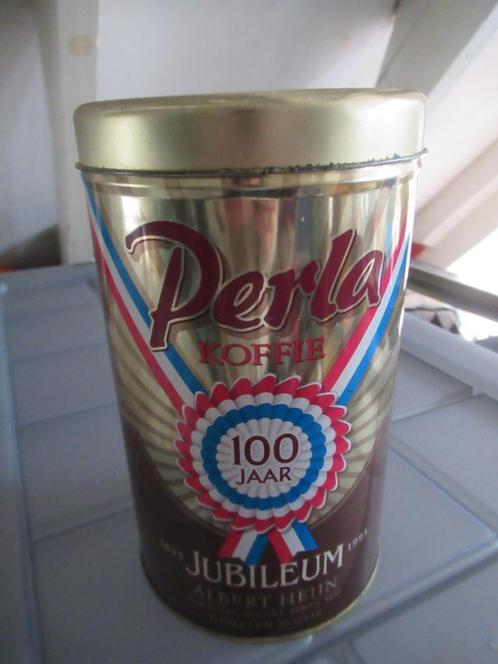 Perla
KOFFIE
100
JAAR
1895 JUBILEUM 1995
ALBERT HEIJN